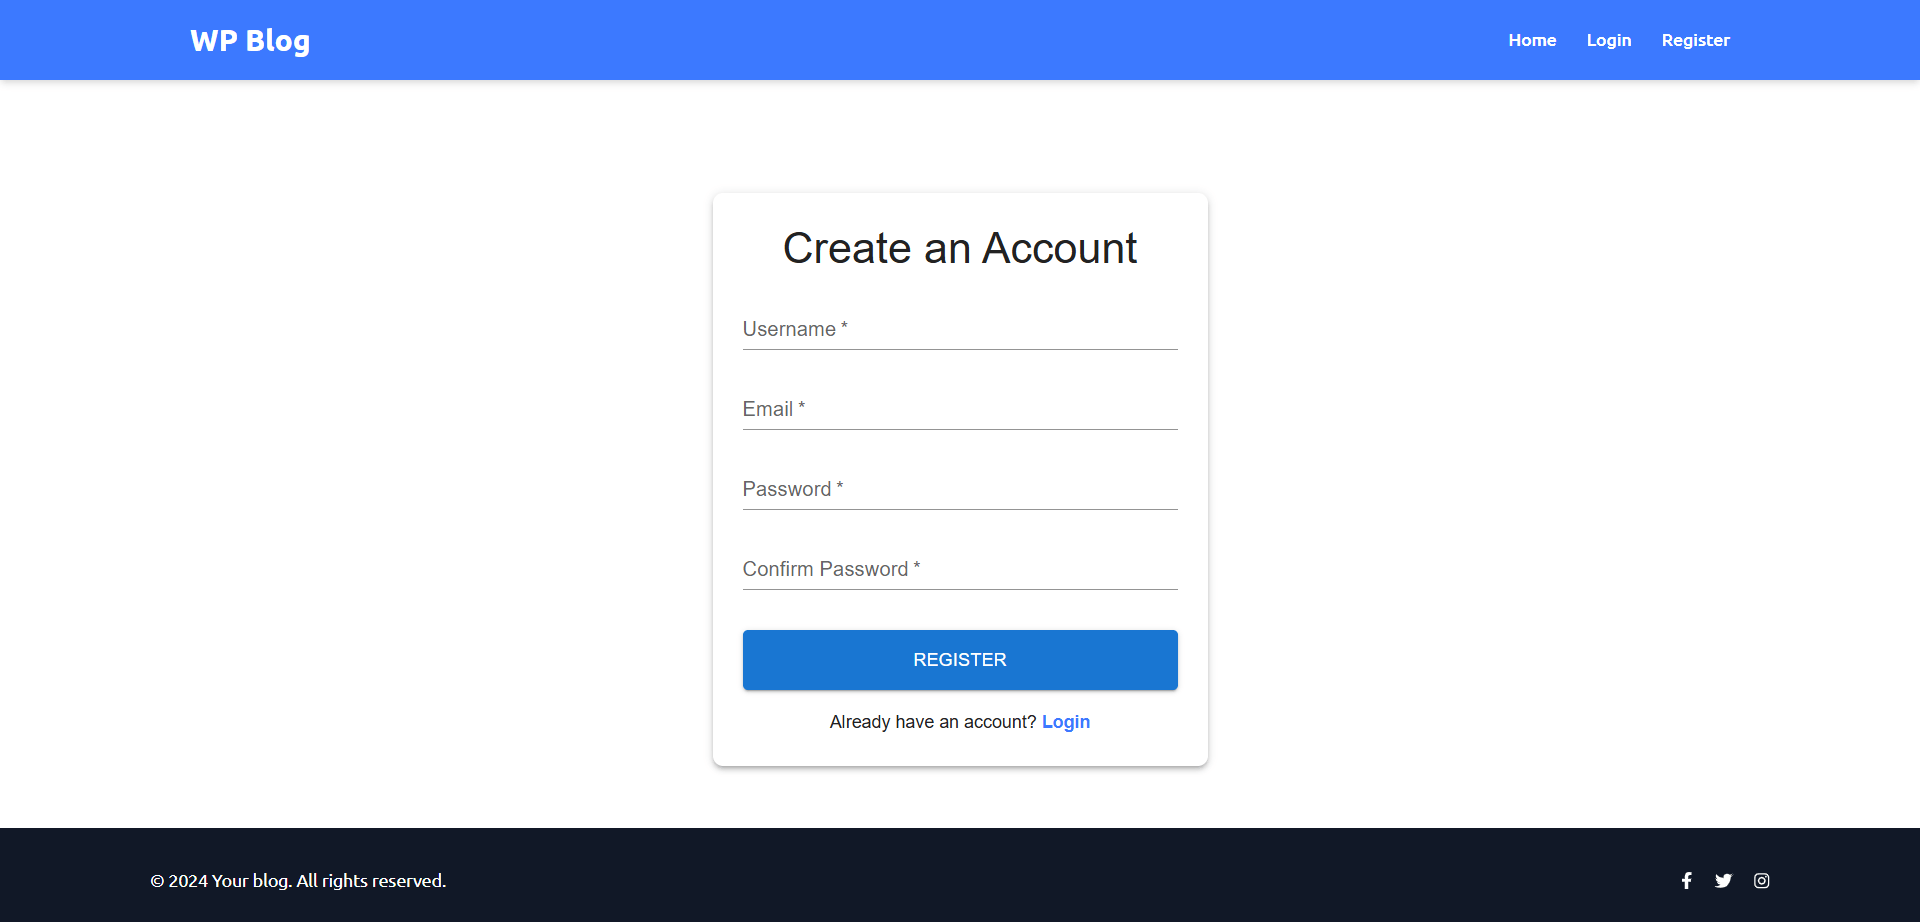 WP Blog
Home Login Register
Create an Account
Username *
Email *
Password *
Confirm Password *
REGISTER
Already have an account? Login
© 2024 Your blog. All rights reserved.